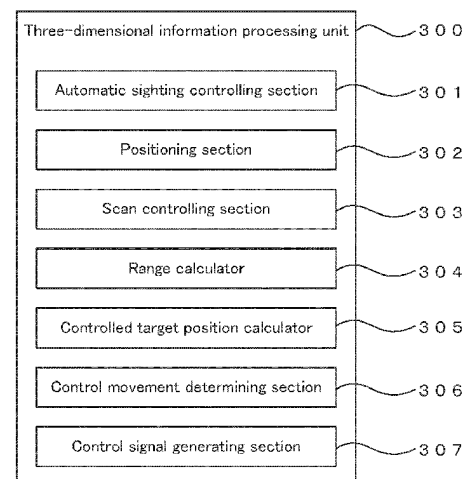 Three-dimensional information processing unit 300
Automatic sighting controlling section 301
Positioning section 302
Scan controlling section 303
Range calculator 304
Controlled target position calculator 305
Control movement determining section 306
Control signal generating section 307